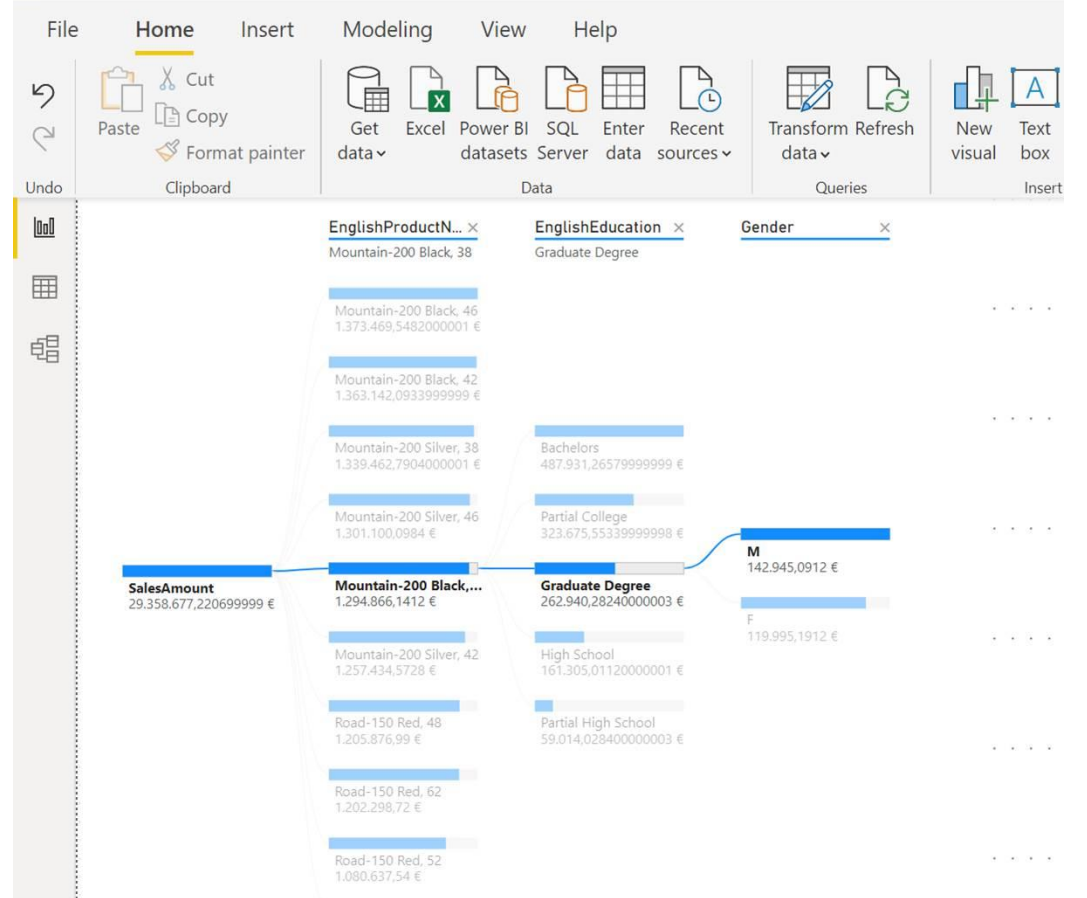 File Home Insert Modeling View Help
Cut
Copy
Format painter
Paste
Undo
Clipboard
Get data
Excel
Power BI datasets
SQL Server
Enter data
Recent sources
Data
Transform data
Refresh
Queries
New visual
Text box
Insert
EnglishProductN...
Mountain-200 Black, 38
EnglishEducation
Graduate Degree
Gender
SalesAmount
29.358.677,220699999 €
Mountain-200 Black, 46
1.373.469,5482000001 €
Mountain-200 Black, 42
1.363.142,0933999999 €
Mountain-200 Silver, 38
1.339.462,7904000001 €
Mountain-200 Silver, 46
1.301.100,0984 €
Mountain-200 Black,...
1.294.866,1412 €
Mountain-200 Silver, 42
1.257.434,5728 €
Road-150 Red, 48
1.205.876,99 €
Road-150 Red, 62
1.202.298,72 €
Road-150 Red, 52
1.080.637,54 €
Bachelors
487.931,26579999999 €
Partial College
323.675,55339999998 €
Graduate Degree
262.940,28240000003 €
High School
161.305,01120000001 €
Partial High School
59.014,028400000003 €
M
142.945,0912 €
F
119.995,1912 €